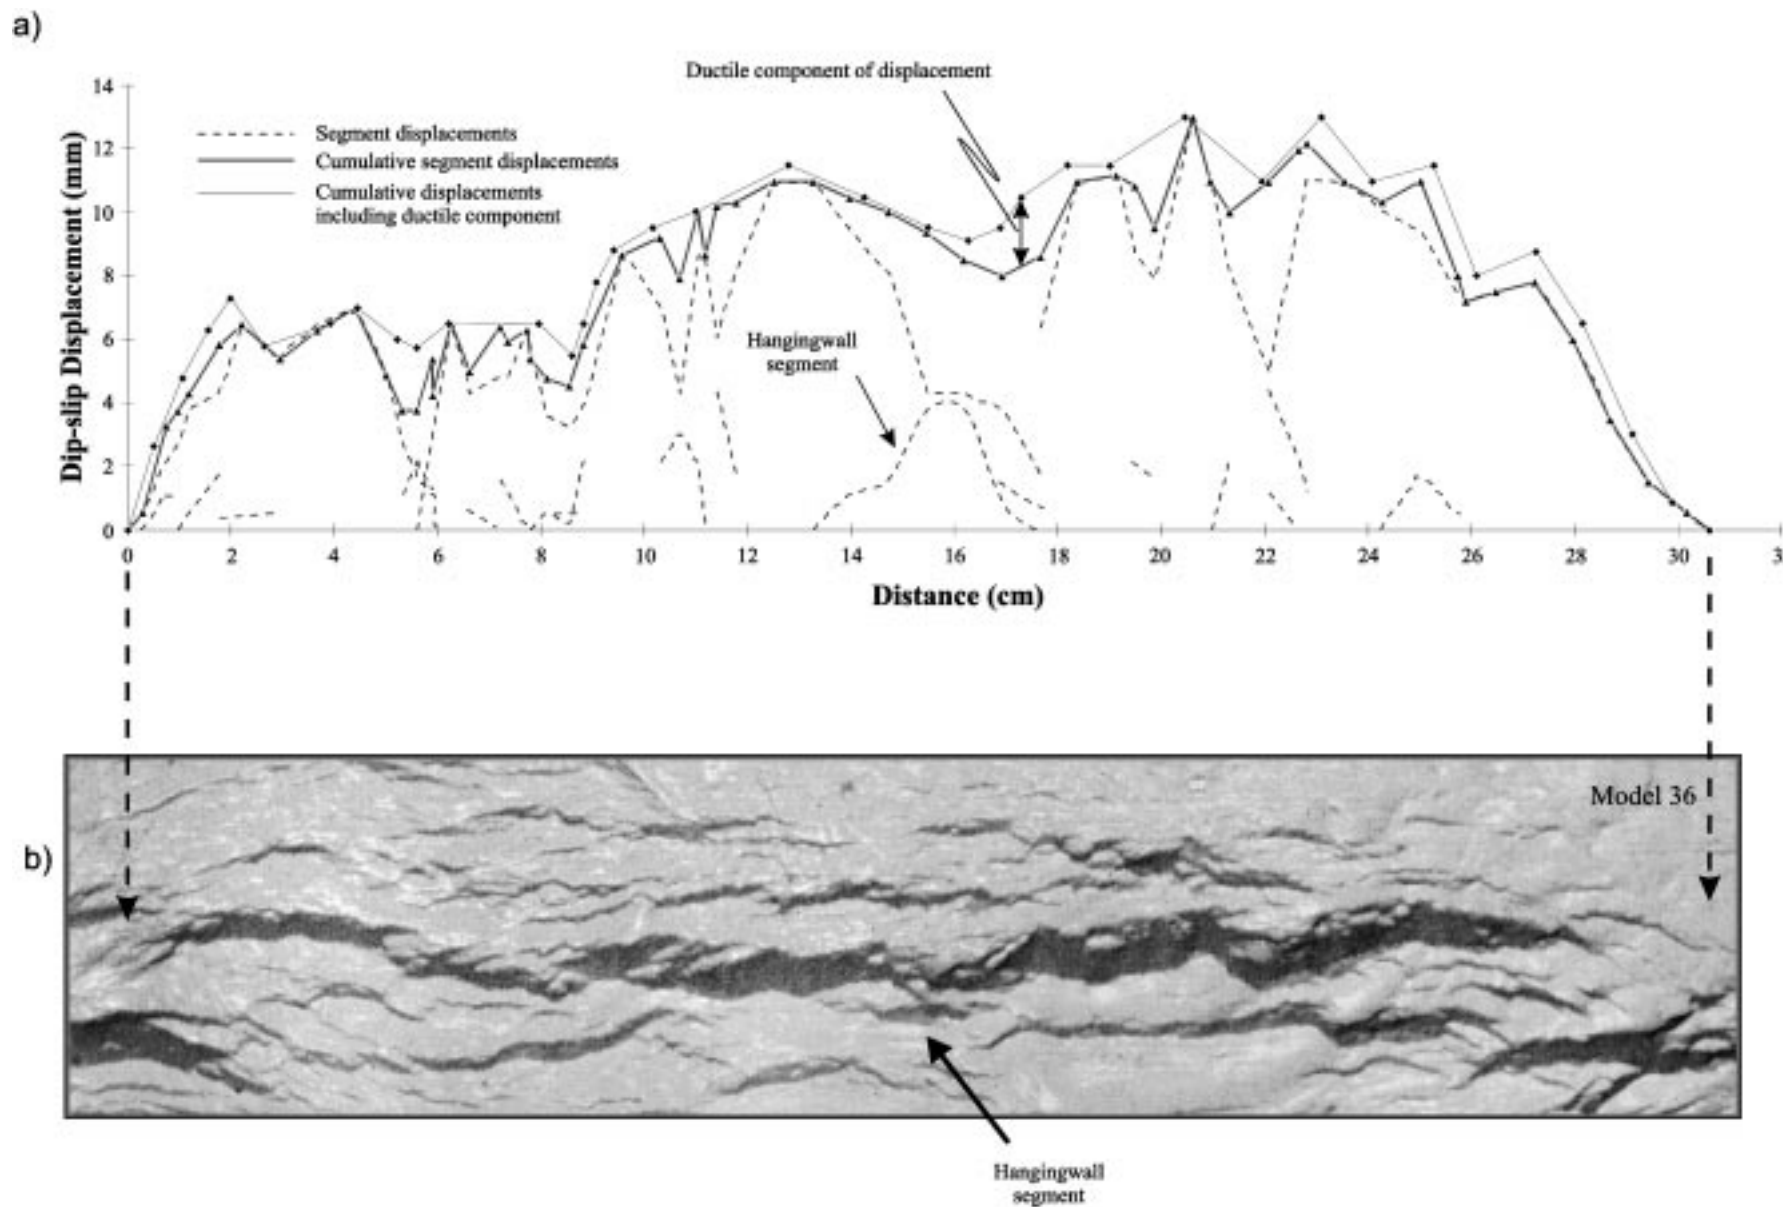 a)
Ductile component of displacement
14
12
10
8
6
4
2
0
Dip-slip Displacement (mm)
Segment displacements
Cumulative segment displacements
Cumulative displacements
including ductile component
Hangingwall
segment
0 2 4 6 8 10 12 14 16 18 20 22 24 26 28 30 3
Distance (cm)
Model 36
b)
Hangingwall
segment